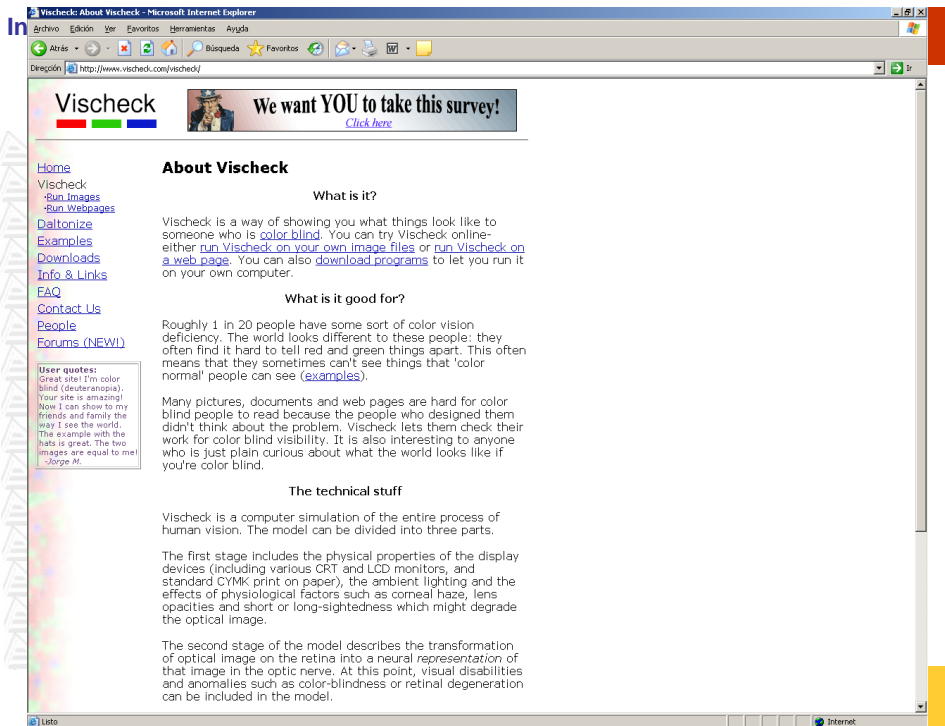 Vischeck: About Vischeck - Microsoft Internet Explorer
In
Archivo Edición Ver Favoritos Herramientas Ayuda
Atrás Búsqueda Favoritos
Dirección http://www.vischeck.com/vischeck/ Ir
Vischeck
We want YOU to take this survey!
Click here
Home
Vischeck
·Run Images
·Run Webpages
Daltonize
Examples
Downloads
Info & Links
FAQ
Contact Us
People
Forums (NEW!)
User quotes:
Great site! I'm color
blind (deuteranopia).
Your site is amazing!
Now I can show to my
friends and family the
way I see the world.
The example with the
hats is great. The two
images are equal to me!
-Jorge M.
About Vischeck
What is it?
Vischeck is a way of showing you what things look like to
someone who is color blind. You can try Vischeck online-
either run Vischeck on your own image files or run Vischeck on
a web page. You can also download programs to let you run it
on your own computer.
What is it good for?
Roughly 1 in 20 people have some sort of color vision
deficiency. The world looks different to these people: they
often find it hard to tell red and green things apart. This often
means that they sometimes can't see things that 'color
normal' people can see (examples).
Many pictures, documents and web pages are hard for color
blind people to read because the people who designed them
didn't think about the problem. Vischeck lets them check their
work for color blind visibility. It is also interesting to anyone
who is just plain curious about what the world looks like if
you're color blind.
The technical stuff
Vischeck is a computer simulation of the entire process of
human vision. The model can be divided into three parts.
The first stage includes the physical properties of the display
devices (including various CRT and LCD monitors, and
standard CYMK print on paper), the ambient lighting and the
effects of physiological factors such as corneal haze, lens
opacities and short or long-sightedness which might degrade
the optical image.
The second stage of the model describes the transformation
of optical image on the retina into a neural representation of
that image in the optic nerve. At this point, visual disabilities
and anomalies such as color-blindness or retinal degeneration
can be included in the model.
Listo Internet